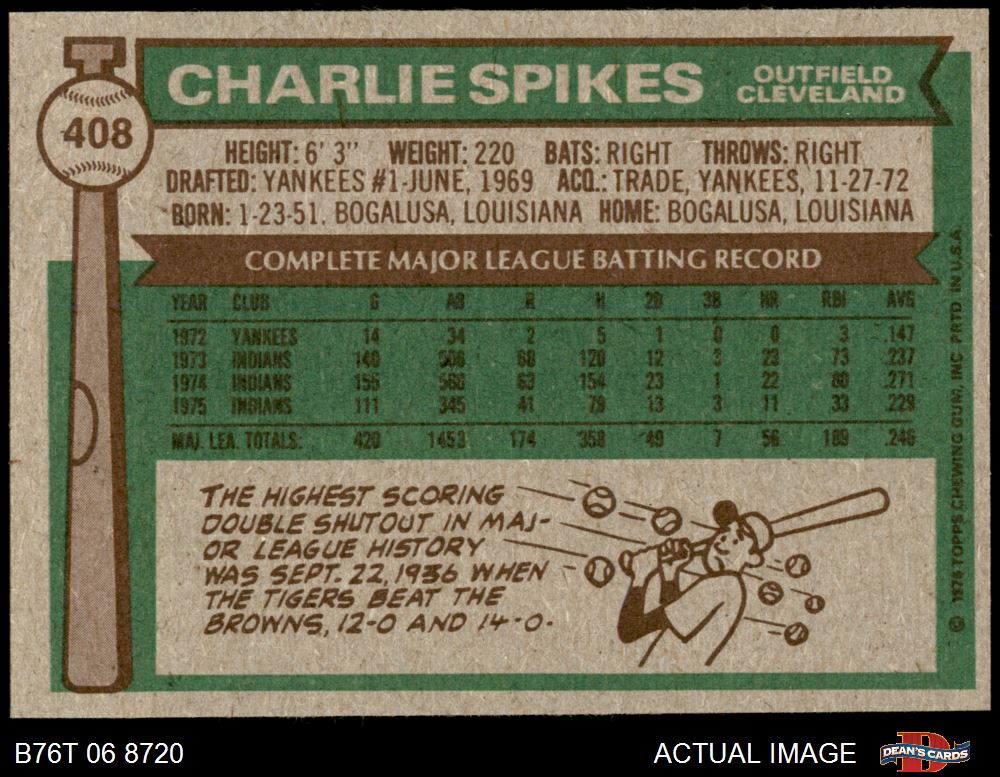 408
CHARLIE SPIKES
OUTFIELD
CLEVELAND
HEIGHT: 6' 3" WEIGHT: 220 BATS: RIGHT THROWS: RIGHT
DRAFTED: YANKEES #1-JUNE, 1969 ACQ.: TRADE, YANKEES, 11-27-72
BORN: 1-23-51, BOGALUSA, LOUISIANA HOME: BOGALUSA, LOUISIANA
COMPLETE MAJOR LEAGUE BATTING RECORD
YEAR CLUB G AB R H 2B 3B HR RBI AVG
1972 YANKEES 14 34 2 5 1 0 0 3 .147
1973 INDIANS 140 506 68 120 12 3 23 73 .237
1974 INDIANS 155 568 63 154 23 1 22 80 .271
1975 INDIANS 111 345 41 79 13 3 11 33 .229
MAJ. LEA. TOTALS: 420 1453 174 358 49 7 56 189 .246
THE HIGHEST SCORING
DOUBLE SHUTOUT IN MAJ-
OR LEAGUE HISTORY
WAS SEPT. 22, 1936 WHEN
THE TIGERS BEAT THE
BROWNS, 12-0 AND 14-0.
© 1976 TOPPS CHEWING GUM, INC. PRTD. IN U.S.A.
B76T 06 8720
ACTUAL IMAGE
DEAN'S CARDS